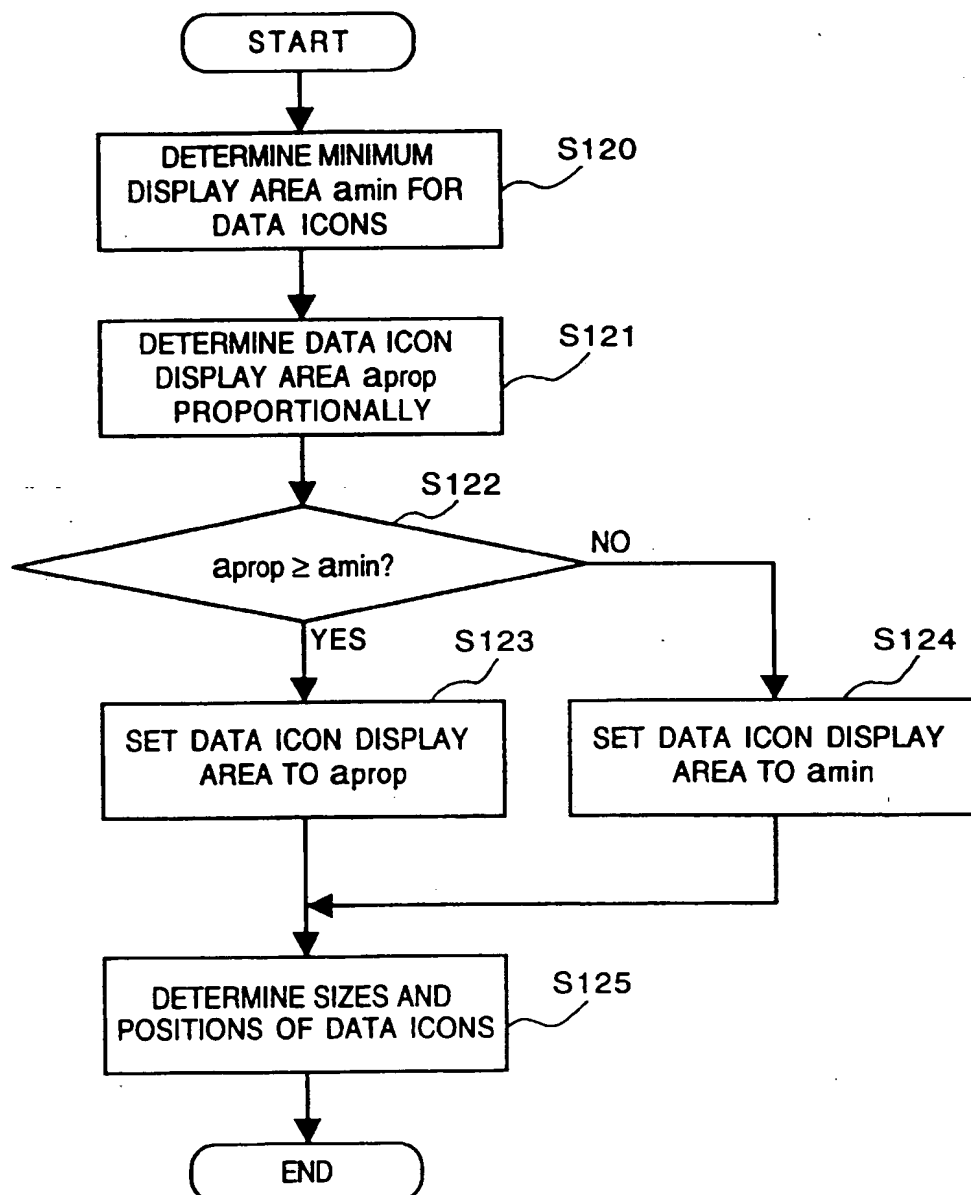 START
DETERMINE MINIMUM
DISPLAY AREA amin FOR
DATA ICONS
S120
DETERMINE DATA ICON
DISPLAY AREA aprop
PROPORTIONALLY
S121
S122
aprop ≥ amin?
NO
YES
S123
S124
SET DATA ICON DISPLAY
AREA TO aprop
SET DATA ICON DISPLAY
AREA TO amin
DETERMINE SIZES AND
POSITIONS OF DATA ICONS
S125
END